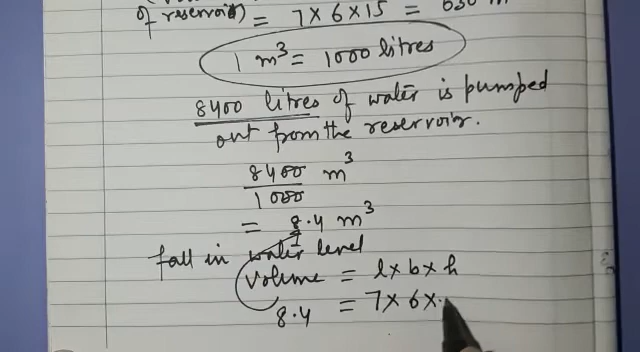 of reservoir) = 7 × 6 × 15 = 630 m
1 m³ = 1000 litres
8400 litres of water is pumped
out from the reservoir.
8400 m³
1000
= 8.4 m³
fall in water level
volume = l × b × h
8.4 = 7 × 6 ×